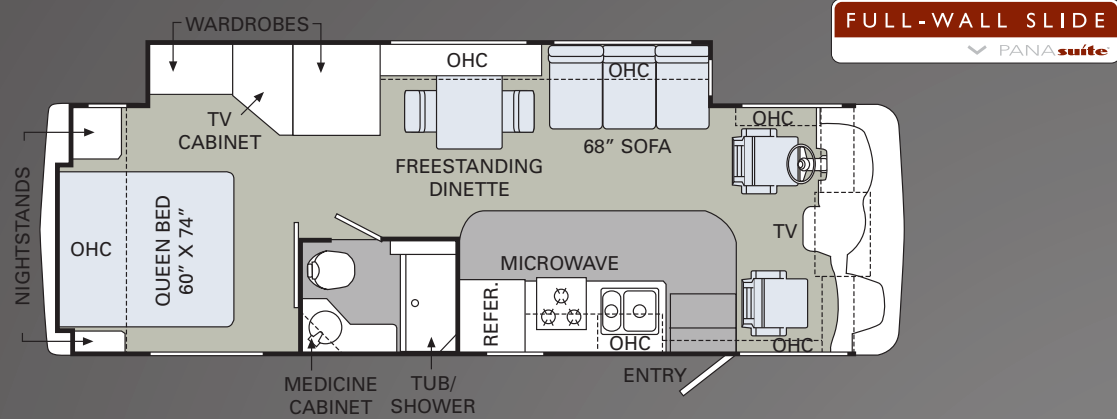 FULL-WALL SLIDE
PANAsuite
WARDROBES
OHC
OHC
TV
CABINET
68” SOFA
FREESTANDING
DINETTE
OHC
NIGHTSTANDS
OHC
QUEEN BED
60” X 74”
TV
MICROWAVE
REFER.
OHC
OHC
MEDICINE
CABINET
TUB/
SHOWER
ENTRY